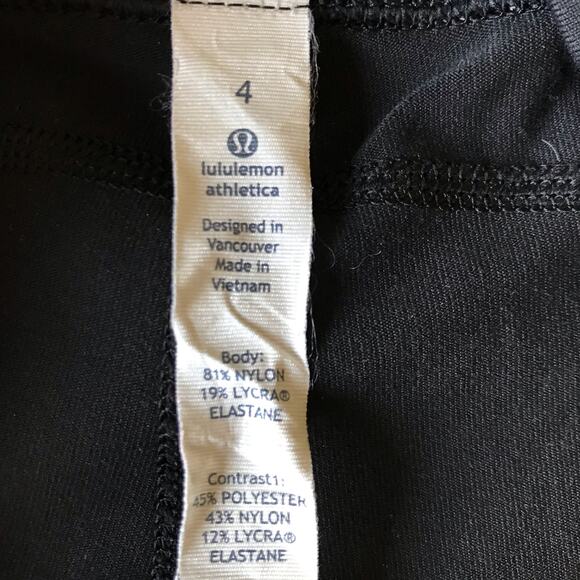 4
lululemon
athletica
Designed in
Vancouver
Made in
Vietnam
Body:
81% NYLON
19% LYCRA®
ELASTANE
Contrast1:
45% POLYESTER
43% NYLON
12% LYCRA®
ELASTANE